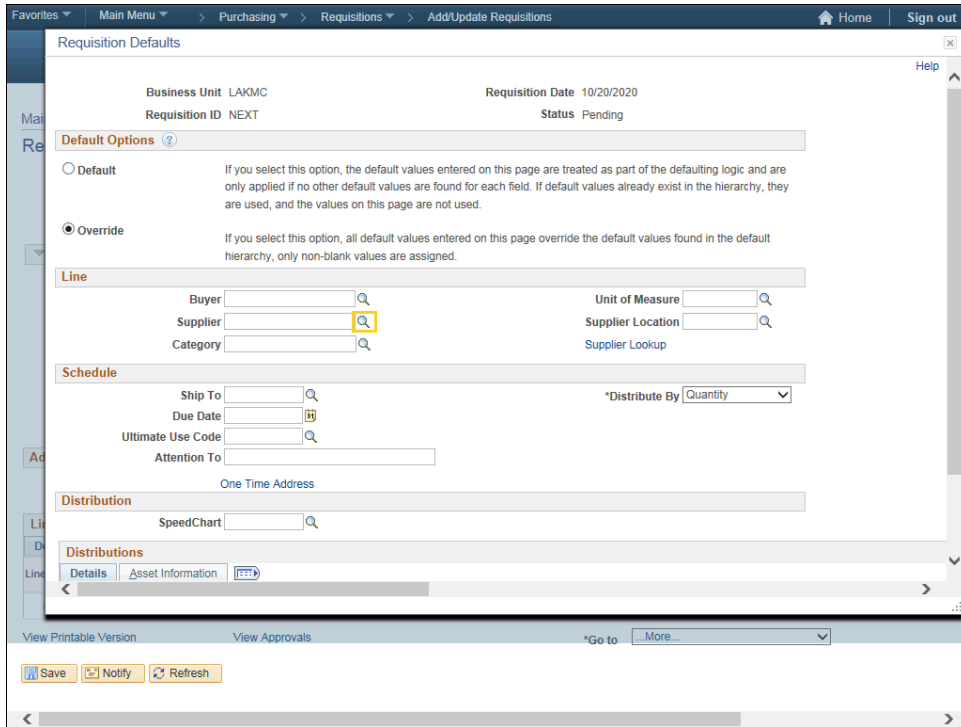 Favorites Main Menu > Purchasing > Requisitions > Add/Update Requisitions Home Sign out
Requisition Defaults
Help
Business Unit LAKMC Requisition Date 10/20/2020
Mai
Requisition ID NEXT Status Pending
Re
Default Options ?
Default If you select this option, the default values entered on this page are treated as part of the defaulting logic and are
only applied if no other default values are found for each field. If default values already exist in the hierarchy, they
are used, and the values on this page are not used.
Override
If you select this option, all default values entered on this page override the default values found in the default
hierarchy, only non-blank values are assigned.
Line
Buyer Unit of Measure
Supplier Supplier Location
Category Supplier Lookup
Schedule
Ship To *Distribute By Quantity
Due Date 31
Ultimate Use Code
Attention To
Ad
One Time Address
Distribution
SpeedChart
Li
Distributions
D
Details Asset Information
Line
View Printable Version View Approvals *Go to ...More...
Save Notify Refresh